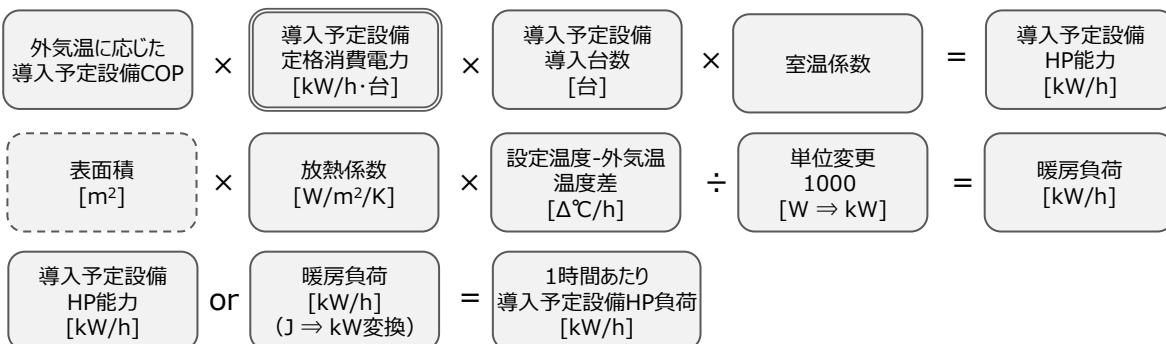 外気温に応じた
導入予定設備COP
×
導入予定設備
定格消費電力
[kW/h･台]
×
導入予定設備
導入台数
[台]
×
室温係数
=
導入予定設備
HP能力
[kW/h]
表面積
[m²]
×
放熱係数
[W/m²/K]
×
設定温度-外気温
温度差
[Δ℃/h]
÷
単位変更
1000
[W ⇒ kW]
=
暖房負荷
[kW/h]
導入予定設備
HP能力
[kW/h]
or
暖房負荷
[kW/h]
（J ⇒ kW変換）
=
1時間あたり
導入予定設備HP負荷
[kW/h]